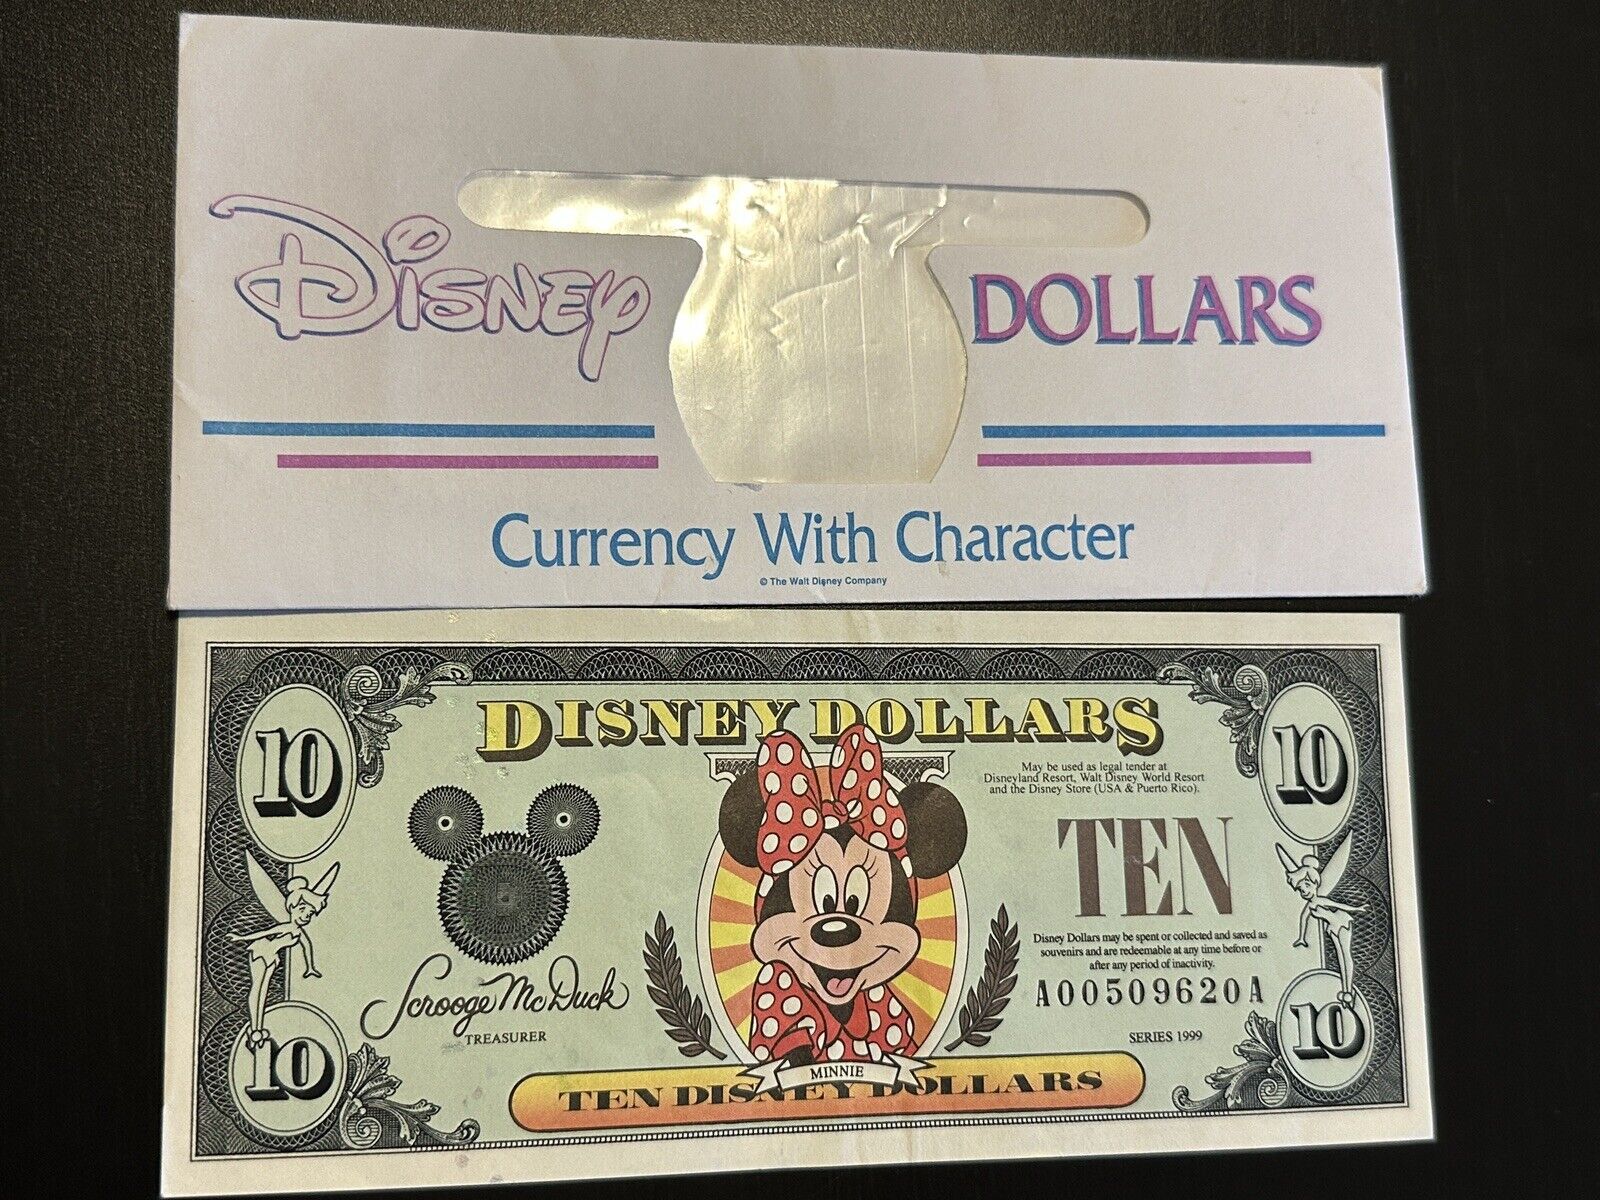 Disney DOLLARS
Currency With Character
© The Walt Disney Company
10
10
DISNEY DOLLARS
May be used as legal tender at
Disneyland Resort, Walt Disney World Resort
and the Disney Store (USA & Puerto Rico).
TEN
Disney Dollars may be spent or collected and saved as
souvenirs and are redeemable at any time before or
after any period of inactivity.
A00509620A
Scrooge McDuck
TREASURER
SERIES 1999
10
10
MINNIE
TEN DISNEY DOLLARS